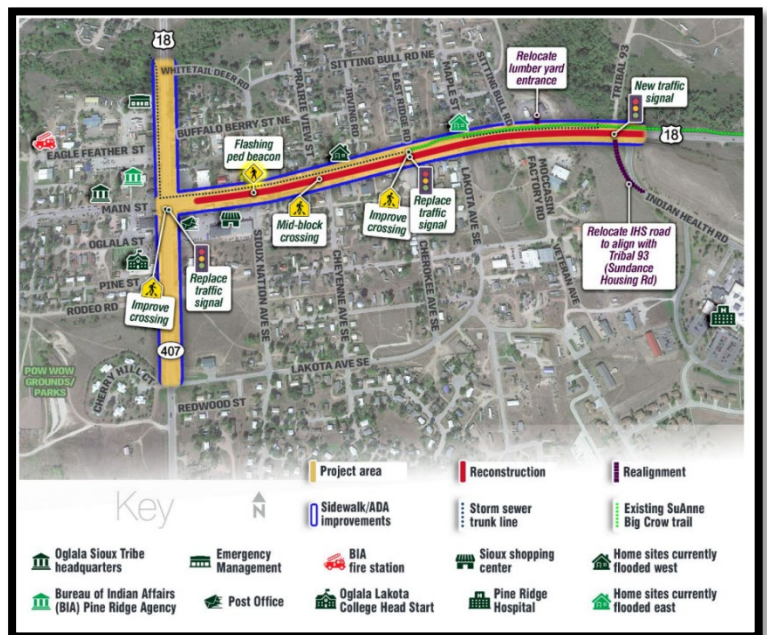 18
WHITETAIL DEER RD
SITTING BULL RD NE
PRAIRIE VIEW ST
IRVING RD
EAST RIDGE RD
MAPLE ST
SITTING BULL RD
Relocate
lumber yard
entrance
TRIBAL 93
New traffic
signal
18
BUFFALO BERRY ST NE
Flashing
ped beacon
EAGLE FEATHER ST
MAIN ST
OGLALA ST
PINE ST
RODEO RD
Improve
crossing
Replace
traffic
signal
Mid-block
crossing
Improve
crossing
Replace
traffic signal
SIOUX NATION AVE SE
CHEYENNE AVE SE
CHEROKEE AVE SE
LAKOTA AVE SE
MOCCASIN
FACTORY RD
VETERAN AVE
INDIAN HEALTH RD
Relocate IHS road
to align with
Tribal 93
(Sundance
Housing Rd)
407
POW WOW
GROUNDS/
PARKS
CHERRY HILL CT
LAKOTA AVE SE
REDWOOD ST
Key
N
Project area
Reconstruction
Realignment
Sidewalk/ADA
improvements
Storm sewer
trunk line
Existing SuAnne
Big Crow trail
Oglala Sioux Tribe
headquarters
Emergency
Management
BIA
fire station
Sioux shopping
center
Home sites currently
flooded west
Bureau of Indian Affairs
(BIA) Pine Ridge Agency
Post Office
Oglala Lakota
College Head Start
Pine Ridge
Hospital
Home sites currently
flooded east